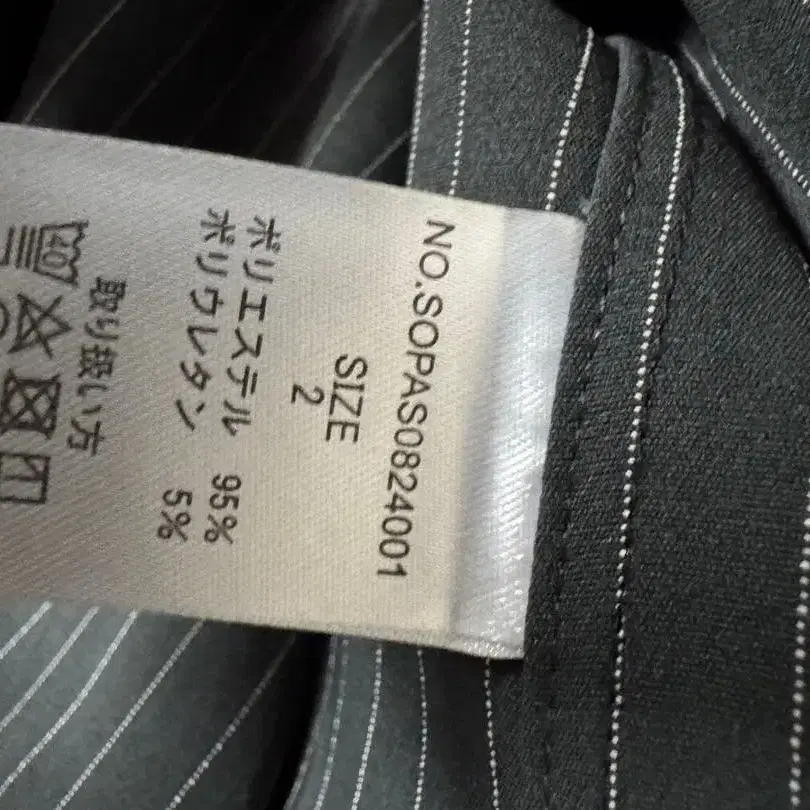 NO.SOPAS0824001
SIZE
2
ポリエステル 95%
ポリウレタン 5%
取り扱い方
40